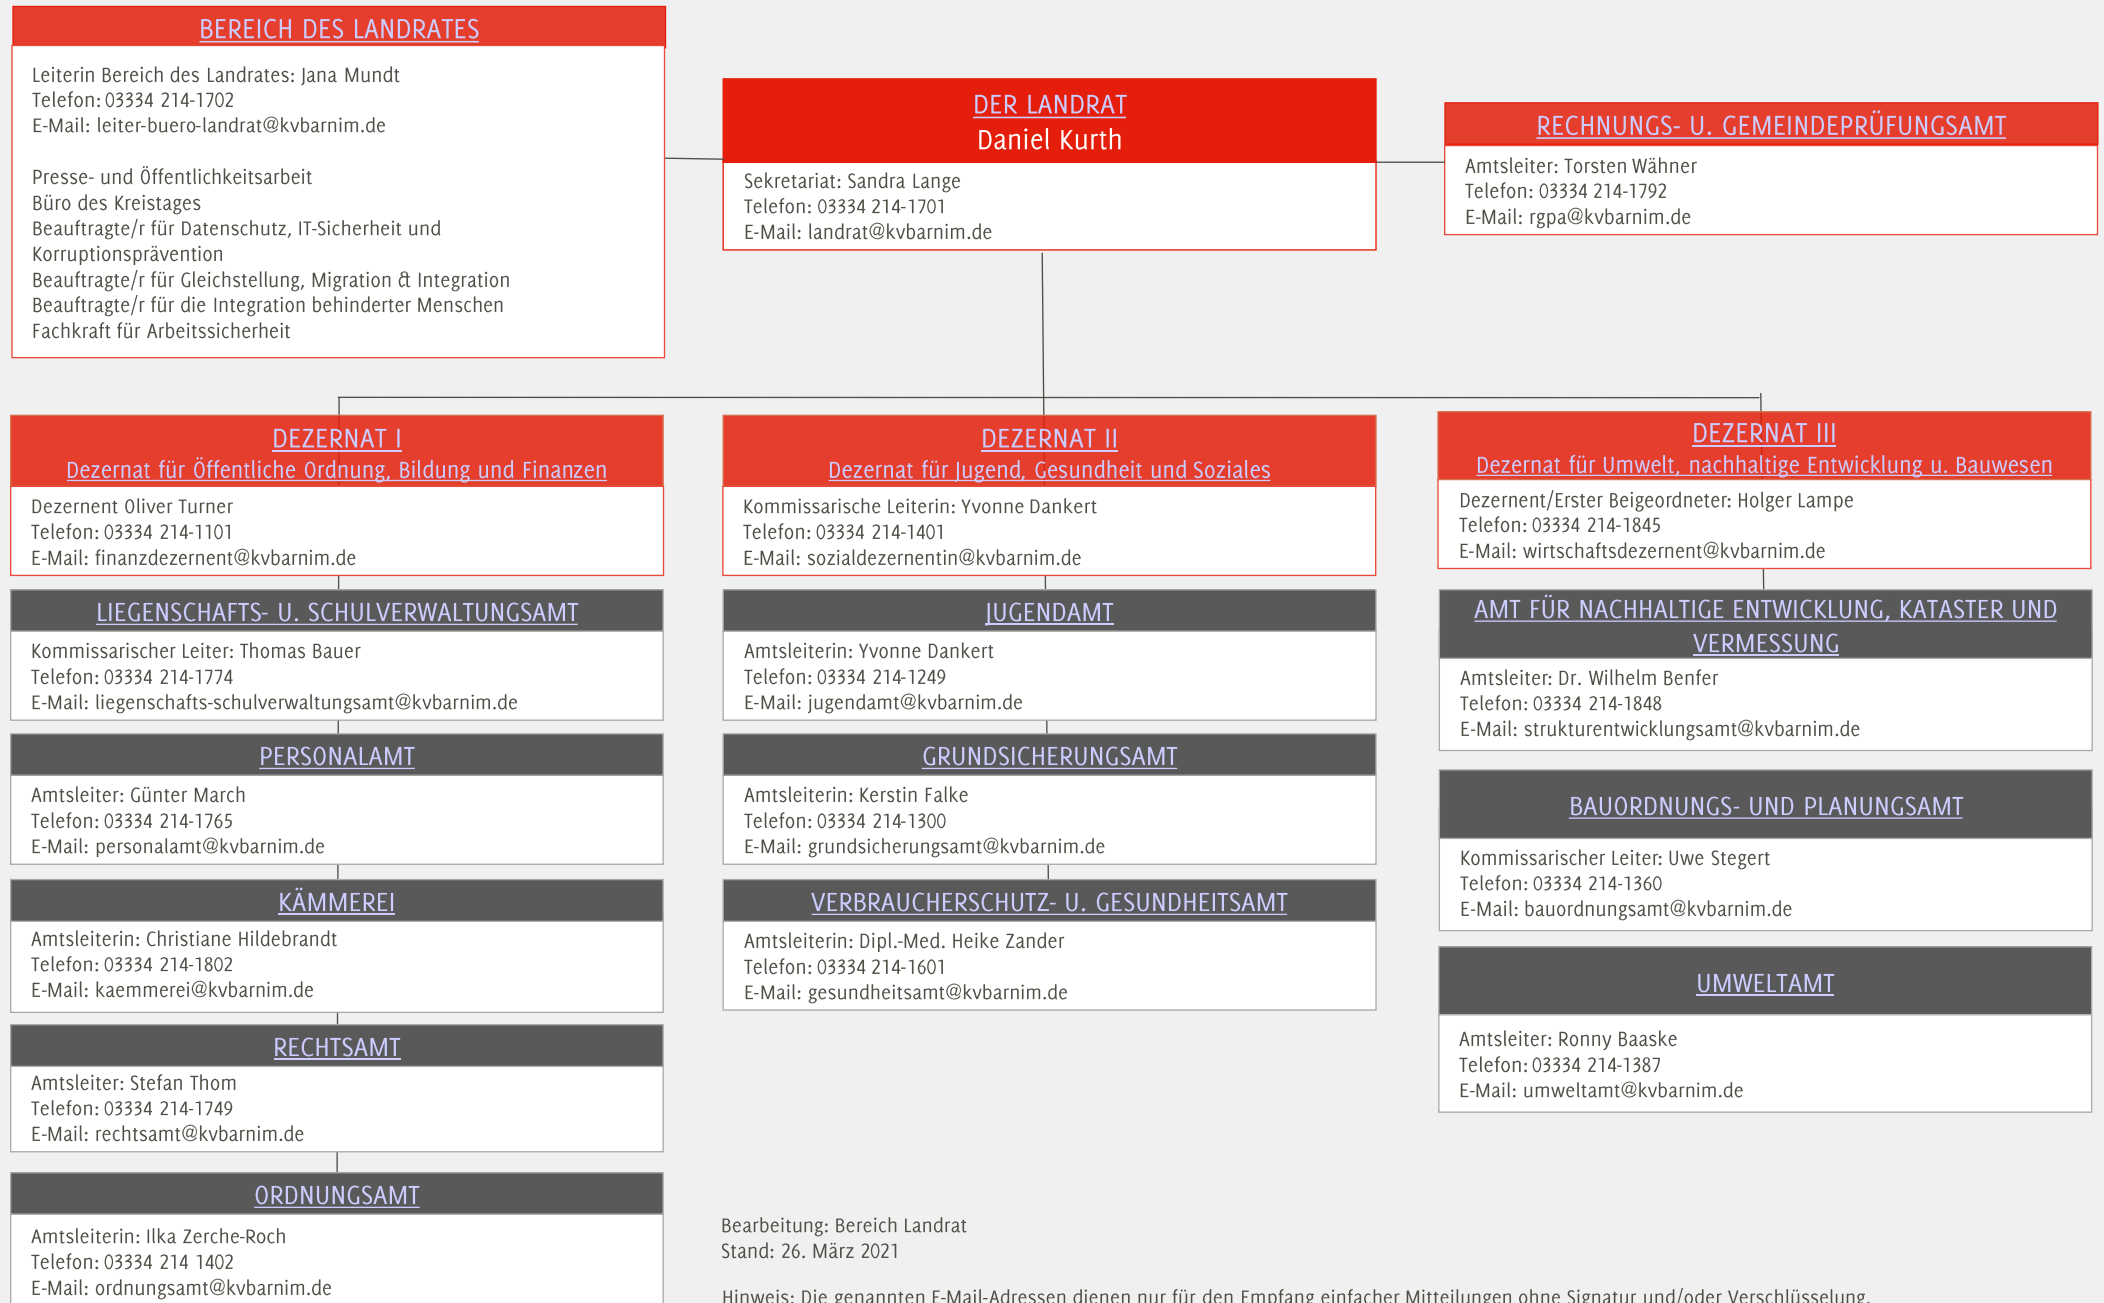 BEREICH DES LANDRATES
Leiterin Bereich des Landrates: Jana Mundt
Telefon: 03334 214-1702
E-Mail: leiter-buero-landrat@kvbarnim.de
Presse- und Öffentlichkeitsarbeit
Büro des Kreistages
Beauftragte/r für Datenschutz, IT-Sicherheit und
Korruptionsprävention
Beauftragte/r für Gleichstellung, Migration & Integration
Beauftragte/r für die Integration behinderter Menschen
Fachkraft für Arbeitssicherheit
DER LANDRAT
Daniel Kurth
Sekretariat: Sandra Lange
Telefon: 03334 214-1701
E-Mail: landrat@kvbarnim.de
RECHNUNGS- U. GEMEINDEPRÜFUNGSAMT
Amtsleiter: Torsten Wähner
Telefon: 03334 214-1792
E-Mail: rgpa@kvbarnim.de
DEZERNAT I
Dezernat für Öffentliche Ordnung, Bildung und Finanzen
Dezernent Oliver Turner
Telefon: 03334 214-1101
E-Mail: finanzdezernent@kvbarnim.de
LIEGENSCHAFTS- U. SCHULVERWALTUNGSAMT
Kommissarischer Leiter: Thomas Bauer
Telefon: 03334 214-1774
E-Mail: liegenschafts-schulverwaltungsamt@kvbarnim.de
PERSONALAMT
Amtsleiter: Günter March
Telefon: 03334 214-1765
E-Mail: personalamt@kvbarnim.de
KÄMMEREI
Amtsleiterin: Christiane Hildebrandt
Telefon: 03334 214-1802
E-Mail: kaemmerei@kvbarnim.de
RECHTSAMT
Amtsleiter: Stefan Thom
Telefon: 03334 214-1749
E-Mail: rechtsamt@kvbarnim.de
ORDNUNGSAMT
Amtsleiterin: Ilka Zerche-Roch
Telefon: 03334 214 1402
E-Mail: ordnungsamt@kvbarnim.de
DEZERNAT II
Dezernat für Jugend, Gesundheit und Soziales
Kommissarische Leiterin: Yvonne Dankert
Telefon: 03334 214-1401
E-Mail: sozialdezernentin@kvbarnim.de
JUGENDAMT
Amtsleiterin: Yvonne Dankert
Telefon: 03334 214-1249
E-Mail: jugendamt@kvbarnim.de
GRUNDSICHERUNGSAMT
Amtsleiterin: Kerstin Falke
Telefon: 03334 214-1300
E-Mail: grundsicherungsamt@kvbarnim.de
VERBRAUCHERSCHUTZ- U. GESUNDHEITSAMT
Amtsleiterin: Dipl.-Med. Heike Zander
Telefon: 03334 214-1601
E-Mail: gesundheitsamt@kvbarnim.de
DEZERNAT III
Dezernat für Umwelt, nachhaltige Entwicklung u. Bauwesen
Dezernent/Erster Beigeordneter: Holger Lampe
Telefon: 03334 214-1845
E-Mail: wirtschaftsdezernent@kvbarnim.de
AMT FÜR NACHHALTIGE ENTWICKLUNG, KATASTER UND
VERMESSUNG
Amtsleiter: Dr. Wilhelm Benfer
Telefon: 03334 214-1848
E-Mail: strukturentwicklungsamt@kvbarnim.de
BAUORDNUNGS- UND PLANUNGSAMT
Kommissarischer Leiter: Uwe Stegert
Telefon: 03334 214-1360
E-Mail: bauordnungsamt@kvbarnim.de
UMWELTAMT
Amtsleiter: Ronny Baaske
Telefon: 03334 214-1387
E-Mail: umweltamt@kvbarnim.de
Bearbeitung: Bereich Landrat
Stand: 26. März 2021
Hinweis: Die genannten E-Mail-Adressen dienen nur für den Empfang einfacher Mitteilungen ohne Signatur und/oder Verschlüsselung.